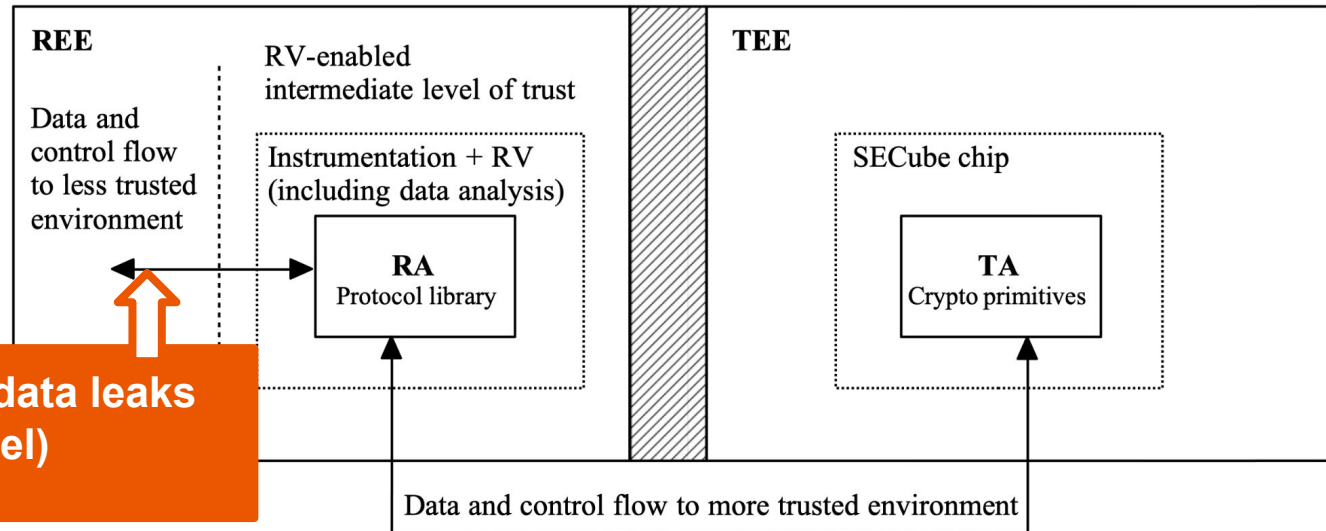 REE
RV-enabled
intermediate level of trust
Data and
control flow
to less trusted
environment
Instrumentation + RV
(including data analysis)
RA
Protocol library
TEE
SECube chip
TA
Crypto primitives
data leaks
el)
Data and control flow to more trusted environment